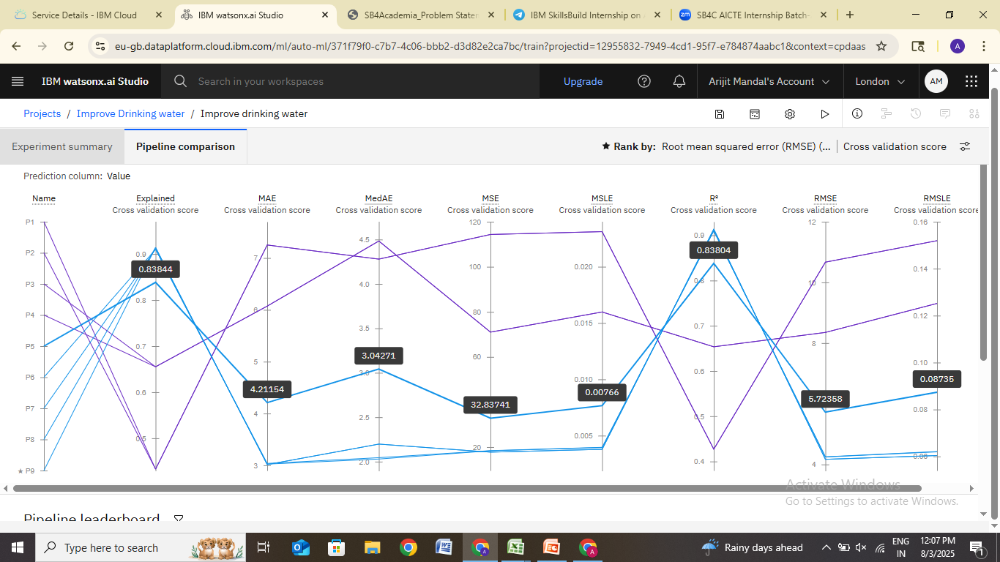 Service Details - IBM Cloud
IBM watsonx.ai Studio
SB4Academia_Problem Statem
IBM SkillsBuild Internship on A
SB4C AICTE Internship Batch-
eu-gb.dataplatform.cloud.ibm.com/ml/auto-ml/371f79f0-c7b7-4c06-bbb2-d3d82e2ca7bc/train?projectid=12955832-7949-4cd1-95f7-e784874aabc1&context=cpdaas
A
IBM watsonx.ai Studio
Search in your workspaces
Upgrade
Arijit Mandal's Account
London
AM
Projects / Improve Drinking water / Improve drinking water
Experiment summary
Pipeline comparison
★ Rank by: Root mean squared error (RMSE) (... | Cross validation score
Prediction column: Value
Name Explained MAE MedAE MSE MSLE R² RMSE RMSLE
Cross validation score Cross validation score Cross validation score Cross validation score Cross validation score Cross validation score Cross validation score Cross validation score
P1
P2
P3
P4
P5
P6
P7
P8
★ P9
0.9
0.83844
0.8
0.7
0.6
0.5
7
6
5
4.21154
4
3
4.5
4.0
3.5
3.04271
3.0
2.5
2.0
120
100
80
60
32.83741
20
0.020
0.015
0.010
0.00766
0.005
0.9
0.83804
0.8
0.7
0.6
0.5
0.4
12
10
8
5.72358
4
0.16
0.14
0.12
0.10
0.08735
0.08
0.06
Activate Windows
Go to Settings to activate Windows.
Pipeline leaderboard
Type here to search
Rainy days ahead
ENG
IN
12:07 PM
8/3/2025
1